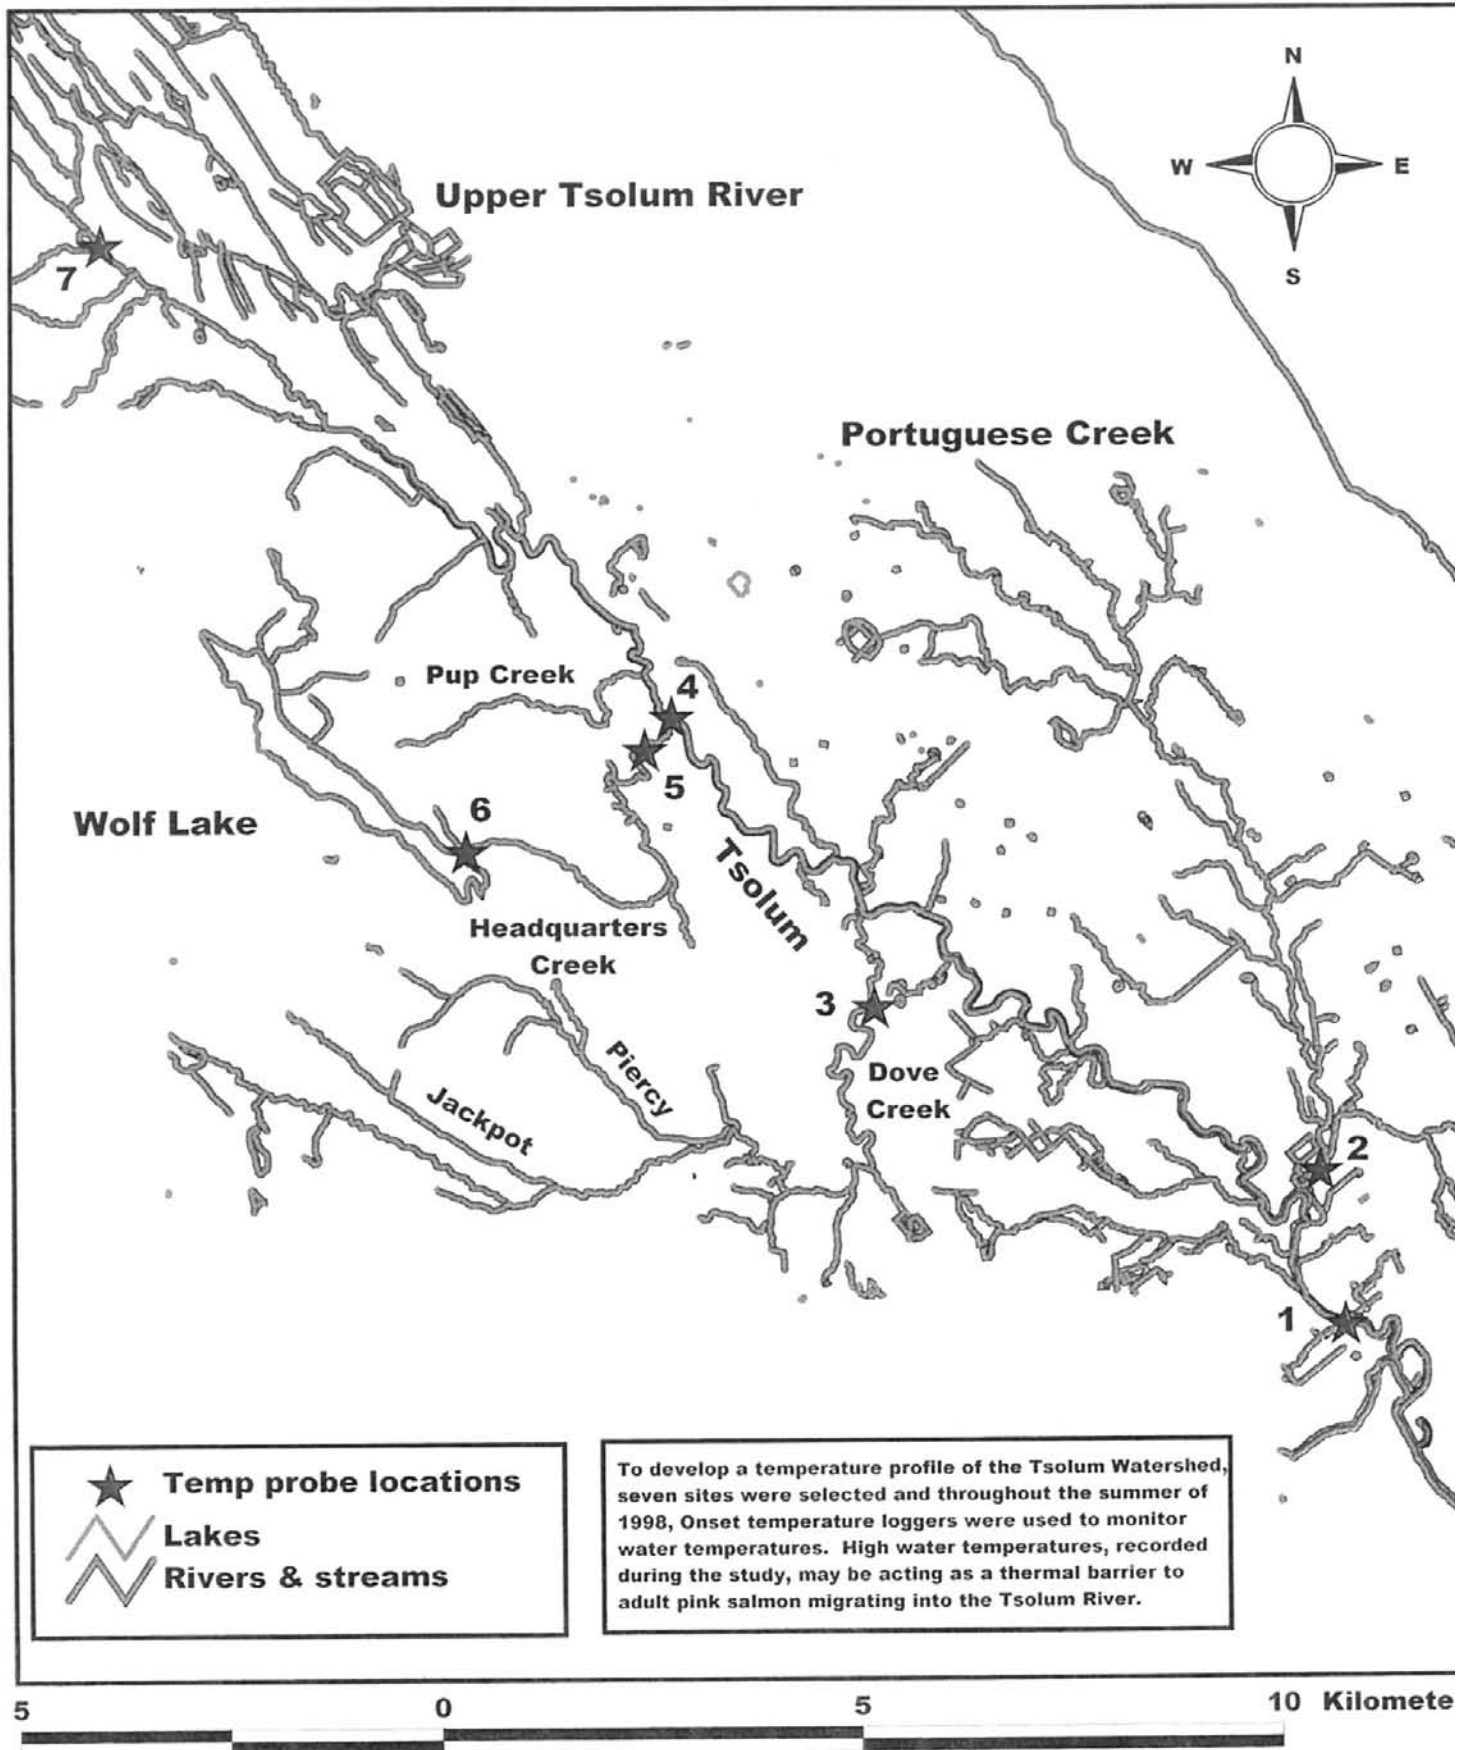 N
W E
S
Upper Tsolum River
7
Portuguese Creek
Pup Creek
4
5
6
Wolf Lake
Tsolum
Headquarters
Creek
3
Dove
Creek
Piercy
Jackpot
2
1
Temp probe locations
Lakes
Rivers & streams
To develop a temperature profile of the Tsolum Watershed,
seven sites were selected and throughout the summer of
1998, Onset temperature loggers were used to monitor
water temperatures. High water temperatures, recorded
during the study, may be acting as a thermal barrier to
adult pink salmon migrating into the Tsolum River.
5 0 5 10 Kilomete